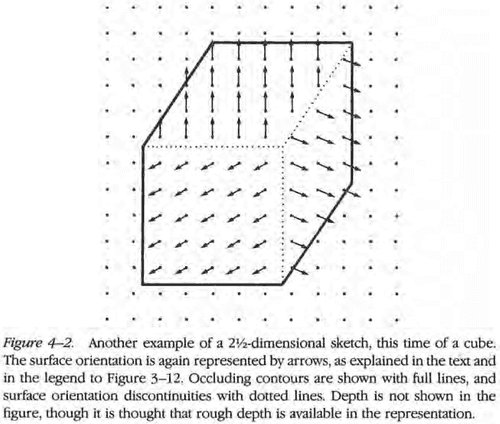 Figure 4–2. Another example of a 2½-dimensional sketch, this time of a cube.
The surface orientation is again represented by arrows, as explained in the text and
in the legend to Figure 3–12. Occluding contours are shown with full lines, and
surface orientation discontinuities with dotted lines. Depth is not shown in the
figure, though it is thought that rough depth is available in the representation.